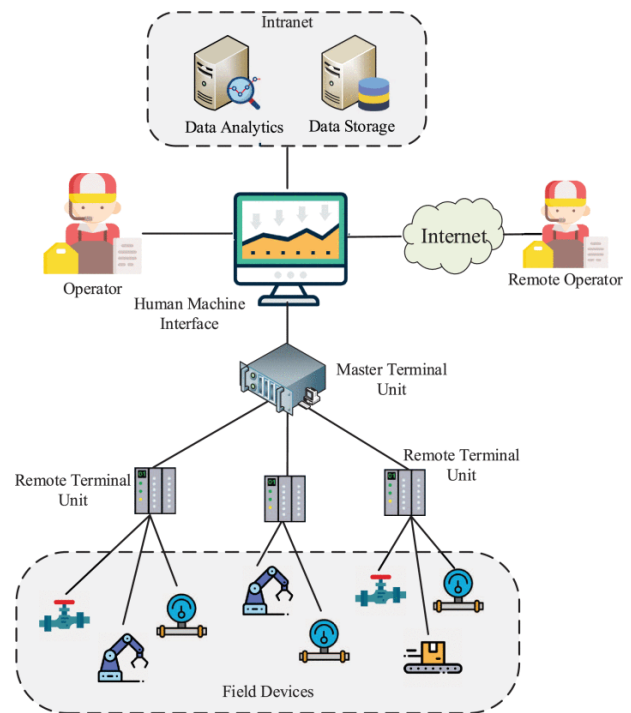 Intranet
Data Analytics
Data Storage
Operator
Internet
Remote Operator
Human Machine
Interface
Master Terminal
Unit
Remote Terminal
Unit
Remote Terminal
Unit
Field Devices